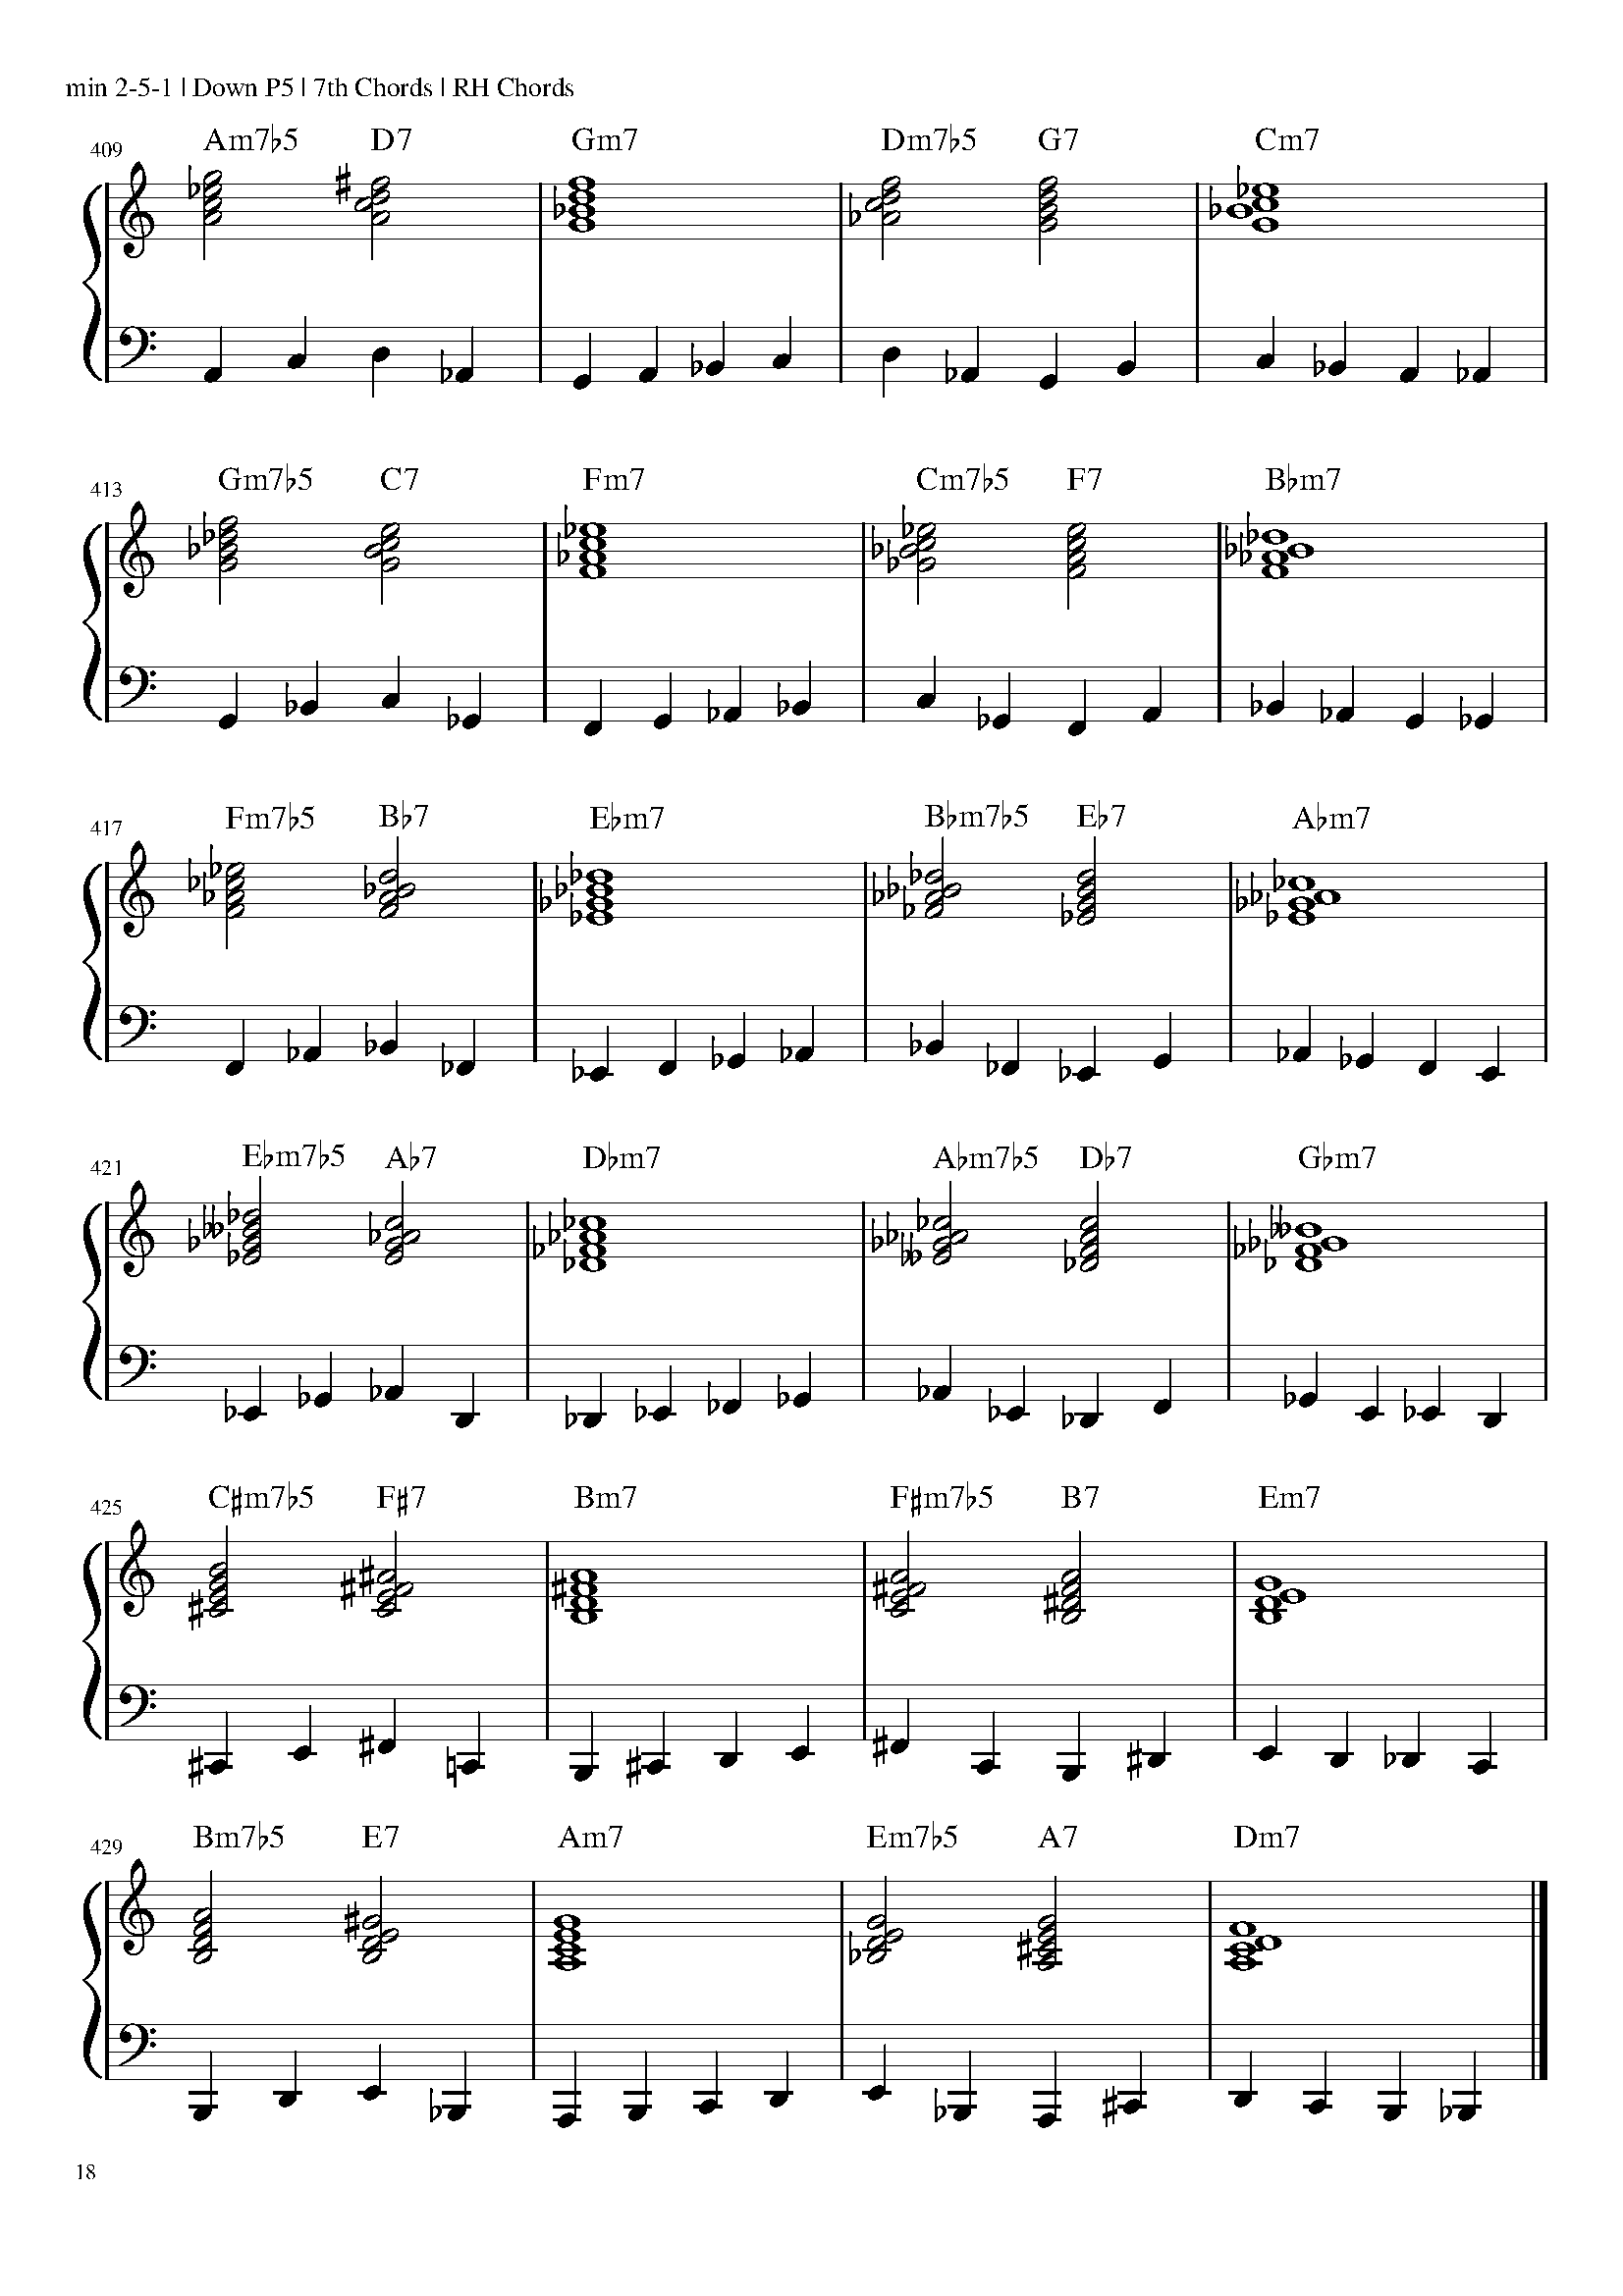 min 2-5-1 | Down P5 | 7th Chords | RH Chords
Am7♭5 D7 Gm7 Dm7♭5 G7 Cm7
409
Gm7♭5 C7 Fm7 Cm7♭5 F7 B♭m7
413
Fm7♭5 B♭7 E♭m7 B♭m7♭5 E♭7 A♭m7
417
E♭m7♭5 A♭7 D♭m7 A♭m7♭5 D♭7 G♭m7
421
C♯m7♭5 F♯7 Bm7 F♯m7♭5 B7 Em7
425
Bm7♭5 E7 Am7 Em7♭5 A7 Dm7
429
18